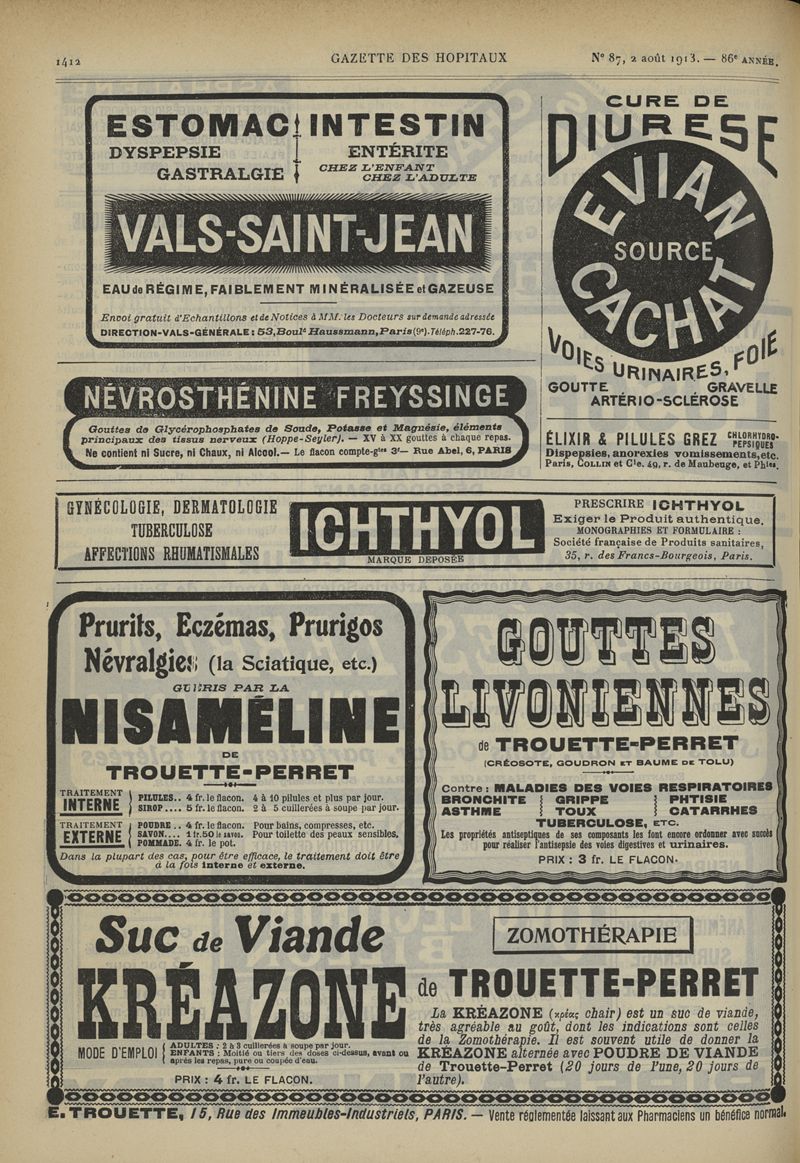 1412
GAZETTE DES HOPITAUX
N° 87, 2 août 1913. — 86e ANNÉE.
ESTOMAC INTESTIN
DYSPEPSIE
GASTRALGIE
ENTÉRITE
CHEZ L'ENFANT
CHEZ L'ADULTE
VALS-SAINT-JEAN
EAU de RÉGIME, FAIBLEMENT MINÉRALISÉE et GAZEUSE
Envoi gratuit d'Echantillons et de Notices à MM. les Docteurs sur demande adressée
DIRECTION-VALS-GÉNÉRALE: 53, Bould Haussmann, Paris (9e). Téléph. 227-76.
CURE DE
DIURESE
EVIAN
SOURCE
CACHAT
VOIES URINAIRES, FOIE
GOUTTE GRAVELLE
ARTÉRIO-SCLÉROSE
NÉVROSTHÉNINE FREYSSINGE
Gouttes de Glycérophosphates de Soude, Potasse et Magnésie, éléments
principaux des tissus nerveux (Hoppe-Seyler). — XV à XX gouttes à chaque repas.
Ne contient ni Sucre, ni Chaux, ni Alcool.— Le flacon compte-gttes 3f— Rue Abel, 6, PARIS
ÉLIXIR & PILULES GREZ CHLORHYDRO-
PEPSIQUES
Dispepsies, anorexies vomissements, etc.
Paris, COLLIN et Cie. 49, r. de Maubeuge, et Phies.
GYNÉCOLOGIE, DERMATOLOGIE
TUBERCULOSE
AFFECTIONS RHUMATISMALES
ICHTHYOL
MARQUE DEPOSÉE
PRESCRIRE ICHTHYOL
Exiger le Produit authentique.
MONOGRAPHIES ET FORMULAIRE :
Société française de Produits sanitaires,
35, r. des Francs-Bourgeois, Paris.
Prurits, Eczémas, Prurigos
Névralgies (la Sciatique, etc.)
GUÉRIS PAR LA
NISAMÉLINE
DE
TROUETTE-PERRET
TRAITEMENT
INTERNE
PILULES.. 4 fr. le flacon. 4 à 10 pilules et plus par jour.
SIROP.... 5 fr. le flacon. 2 à 5 cuillerées à soupe par jour.
TRAITEMENT
EXTERNE
POUDRE .. 4 fr. le flacon. Pour bains, compresses, etc.
SAVON.... 1 fr. 50 le savon. Pour toilette des peaux sensibles.
POMMADE. 4 fr. le pot.
Dans la plupart des cas, pour être efficace, le traitement doit être
à la fois interne et externe.
GOUTTES
LIVONIENNES
de TROUETTE-PERRET
(CRÉOSOTE, GOUDRON ET BAUME DE TOLU)
Contre: MALADIES DES VOIES RESPIRATOIRES
BRONCHITE GRIPPE PHTISIE
ASTHME TOUX CATARRHES
TUBERCULOSE, ETC.
Les propriétés antiseptiques de ses composants les font encore ordonner avec succès
pour réaliser l'antisepsie des voies digestives et urinaires.
PRIX : 3 fr. LE FLACON.
Suc de Viande
ZOMOTHÉRAPIE
KRÉAZONE
de TROUETTE-PERRET
MODE D'EMPLOI
ADULTES : 2 à 3 cuillerées à soupe par jour.
ENFANTS : Moitié ou tiers des doses ci-dessus, avant ou
après les repas, pure ou coupée d'eau.
PRIX : 4 fr. LE FLACON.
La KRÉAZONE (κρέας chair) est un suc de viande,
très agréable au goût, dont les indications sont celles
de la Zomothérapie. Il est souvent utile de donner la
KRÉAZONE alternée avec POUDRE DE VIANDE
de Trouette-Perret (20 jours de l'une, 20 jours de
l'autre).
E. TROUETTE, 15, Rue des Immeubles-Industriels, PARIS. — Vente réglementée laissant aux Pharmaciens un bénéfice normal.